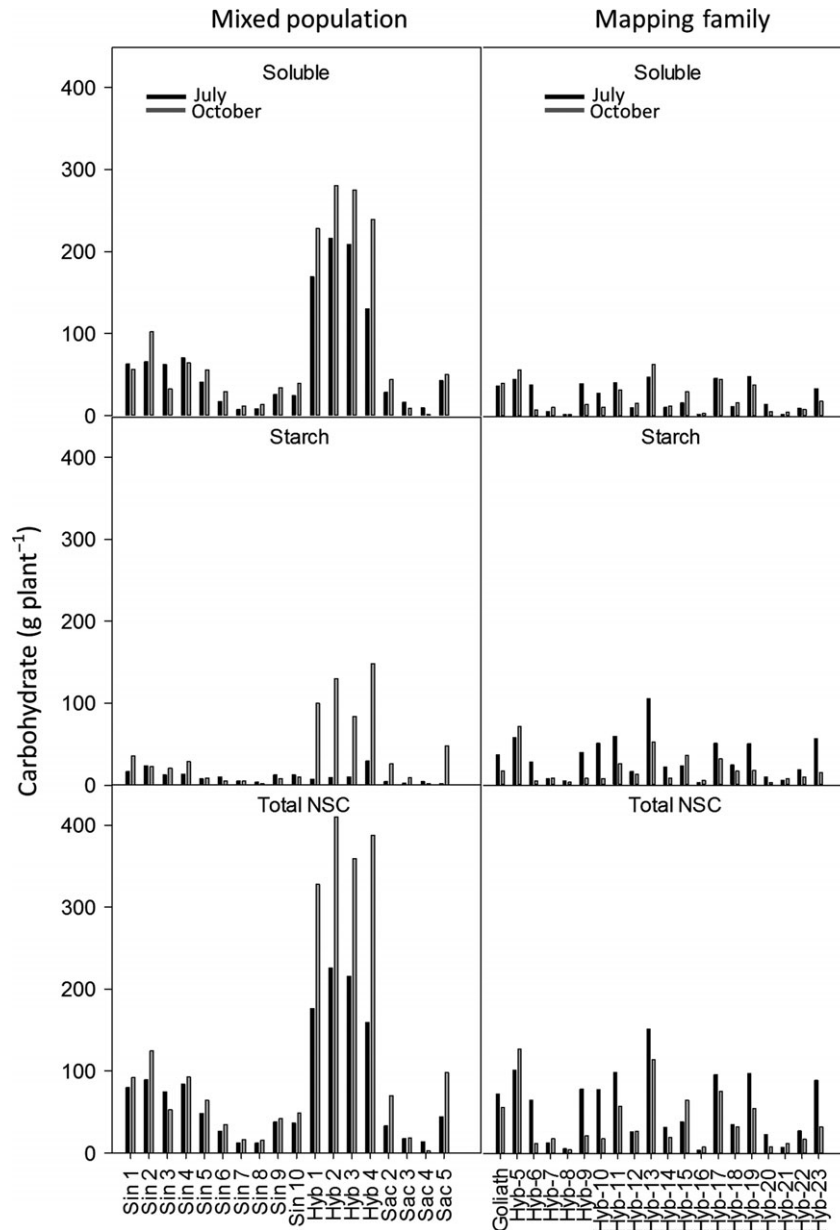 Mixed population
Mapping family
Soluble
July
October
Soluble
July
October
Starch
Starch
Total NSC
Total NSC
Carbohydrate (g plant⁻¹)
400
300
200
100
0
400
300
200
100
0
400
300
200
100
0
Sin 1
Sin 2
Sin 3
Sin 4
Sin 5
Sin 6
Sin 7
Sin 8
Sin 9
Sin 10
Hyb 1
Hyb 2
Hyb 3
Hyb 4
Sac 2
Sac 3
Sac 4
Sac 5
Goliath
Hyb-5
Hyb-6
Hyb-7
Hyb-8
Hyb-9
Hyb-10
Hyb-11
Hyb-12
Hyb-13
Hyb-14
Hyb-15
Hyb-16
Hyb-17
Hyb-18
Hyb-19
Hyb-20
Hyb-21
Hyb-22
Hyb-23